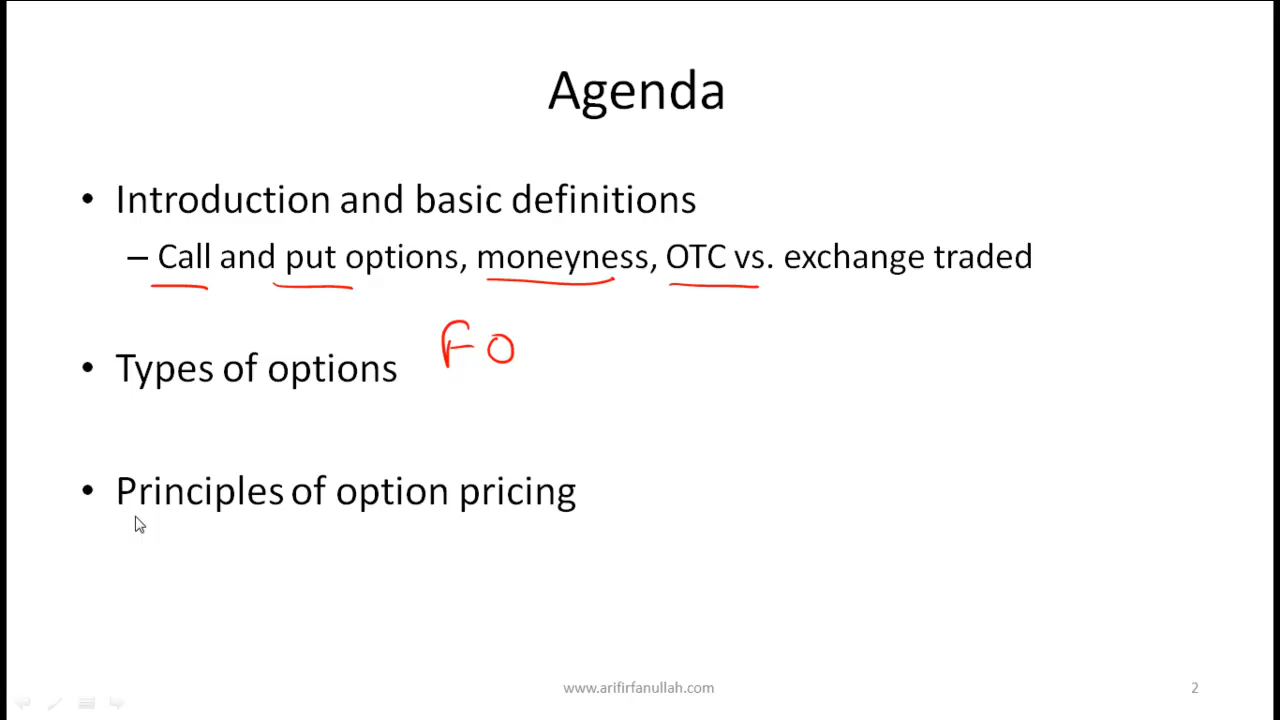 Agenda
• Introduction and basic definitions
– Call and put options, moneyness, OTC vs. exchange traded
FO
• Types of options
• Principles of option pricing
www.arifirfanullah.com
2